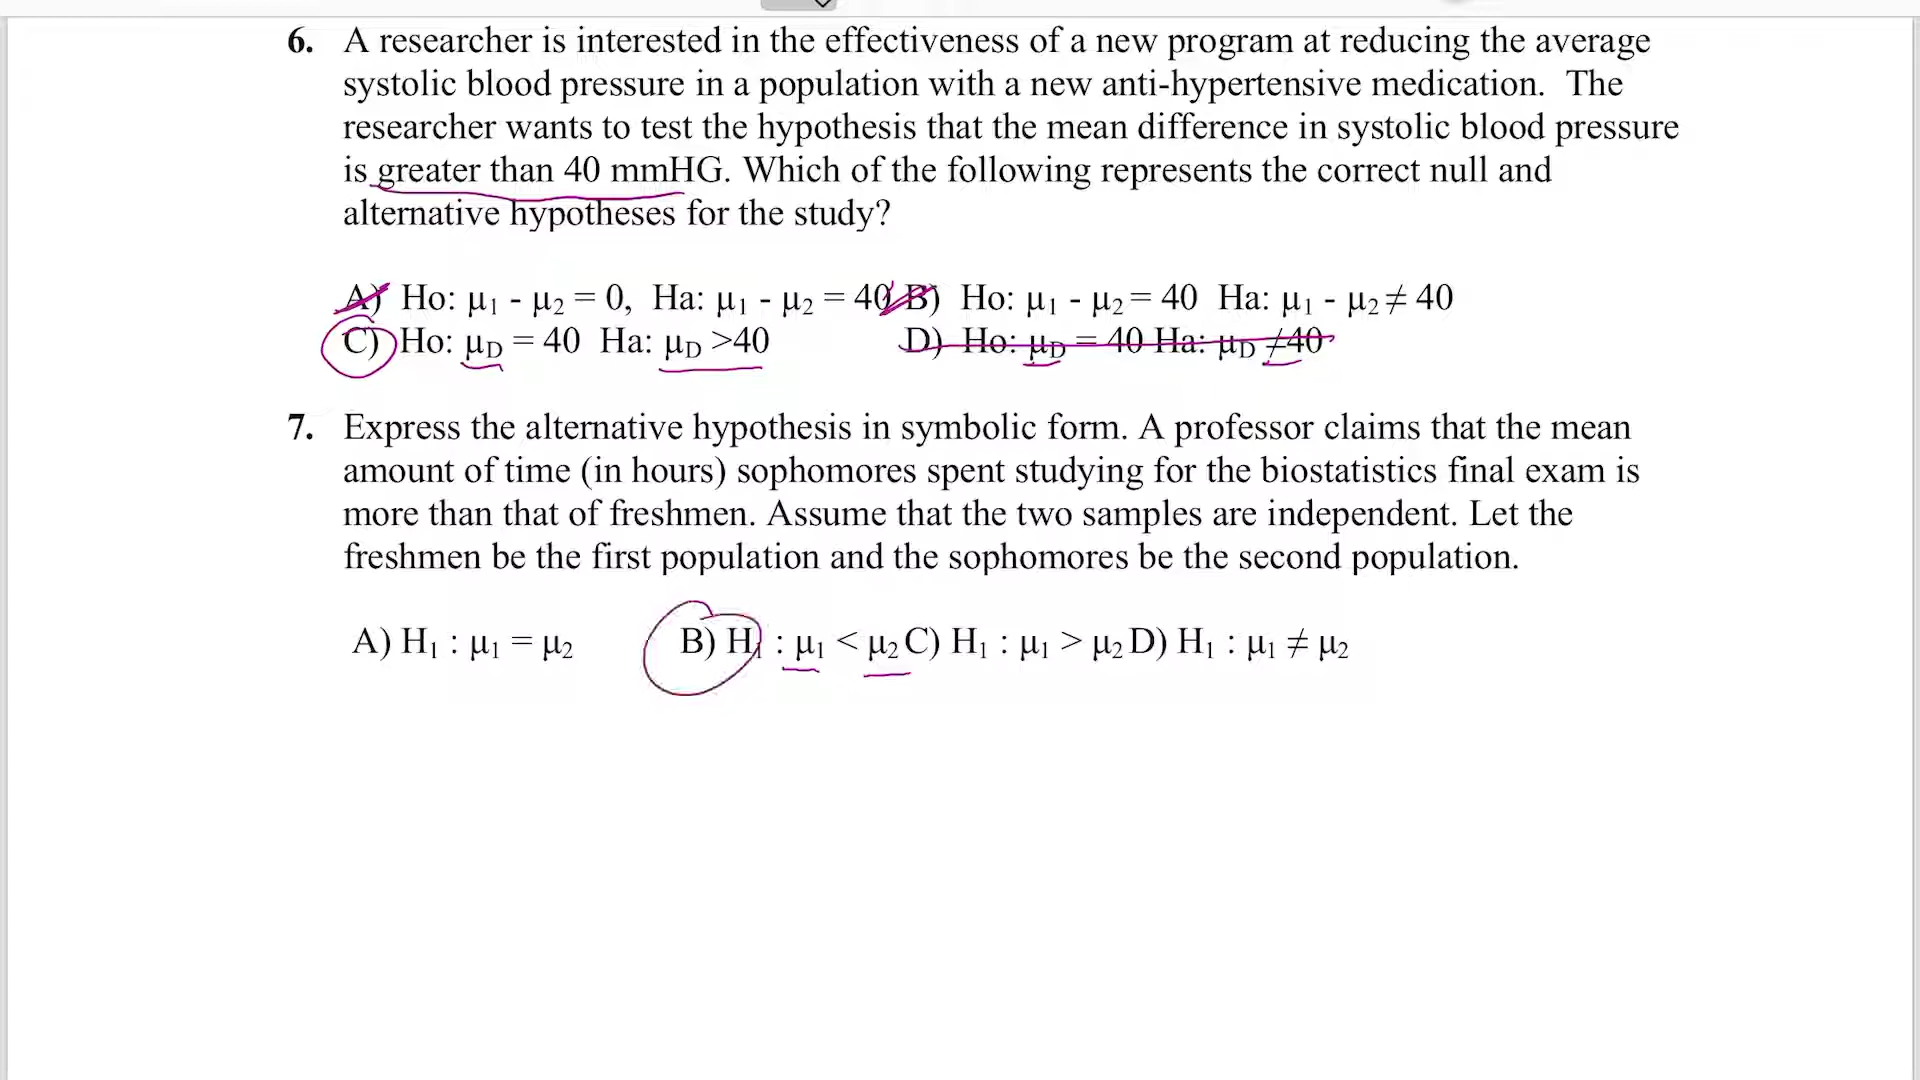 6. A researcher is interested in the effectiveness of a new program at reducing the average
systolic blood pressure in a population with a new anti-hypertensive medication. The
researcher wants to test the hypothesis that the mean difference in systolic blood pressure
is greater than 40 mmHG. Which of the following represents the correct null and
alternative hypotheses for the study?
A) Ho: μ₁ - μ₂ = 0, Ha: μ₁ - μ₂ = 40 B) Ho: μ₁ - μ₂ = 40 Ha: μ₁ - μ₂ ≠ 40
C) Ho: μD = 40 Ha: μD >40 D) Ho: μD = 40 Ha: μD ≠40
7. Express the alternative hypothesis in symbolic form. A professor claims that the mean
amount of time (in hours) sophomores spent studying for the biostatistics final exam is
more than that of freshmen. Assume that the two samples are independent. Let the
freshmen be the first population and the sophomores be the second population.
A) H₁ : μ₁ = μ₂ B) H₁ : μ₁ < μ₂ C) H₁ : μ₁ > μ₂ D) H₁ : μ₁ ≠ μ₂